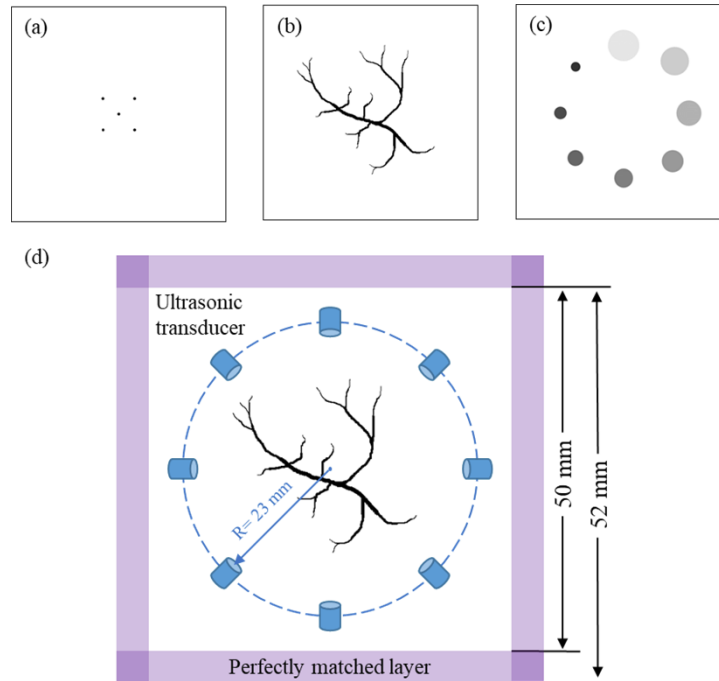 (a)
(b)
(c)
(d)
Ultrasonic
transducer
R= 23 mm
50 mm
52 mm
Perfectly matched layer